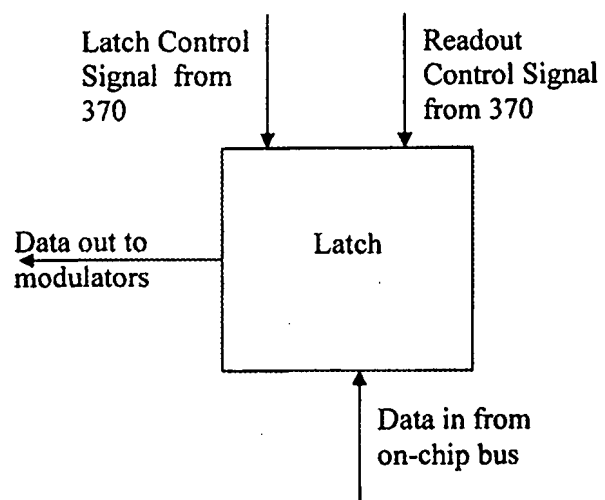 Latch Control
Signal from
370
Readout
Control Signal
from 370
Data out to
modulators
Latch
Data in from
on-chip bus